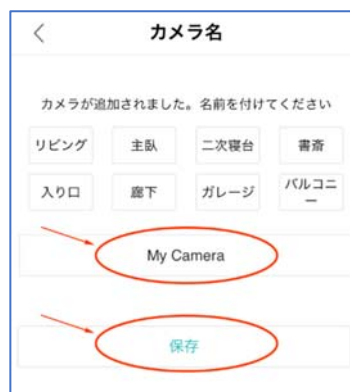 カメラ名
カメラが追加されました。名前を付けてください
リビング 主臥 二次寝台 書斎
入り口 廊下 ガレージ バルコニ
ー
My Camera
保存